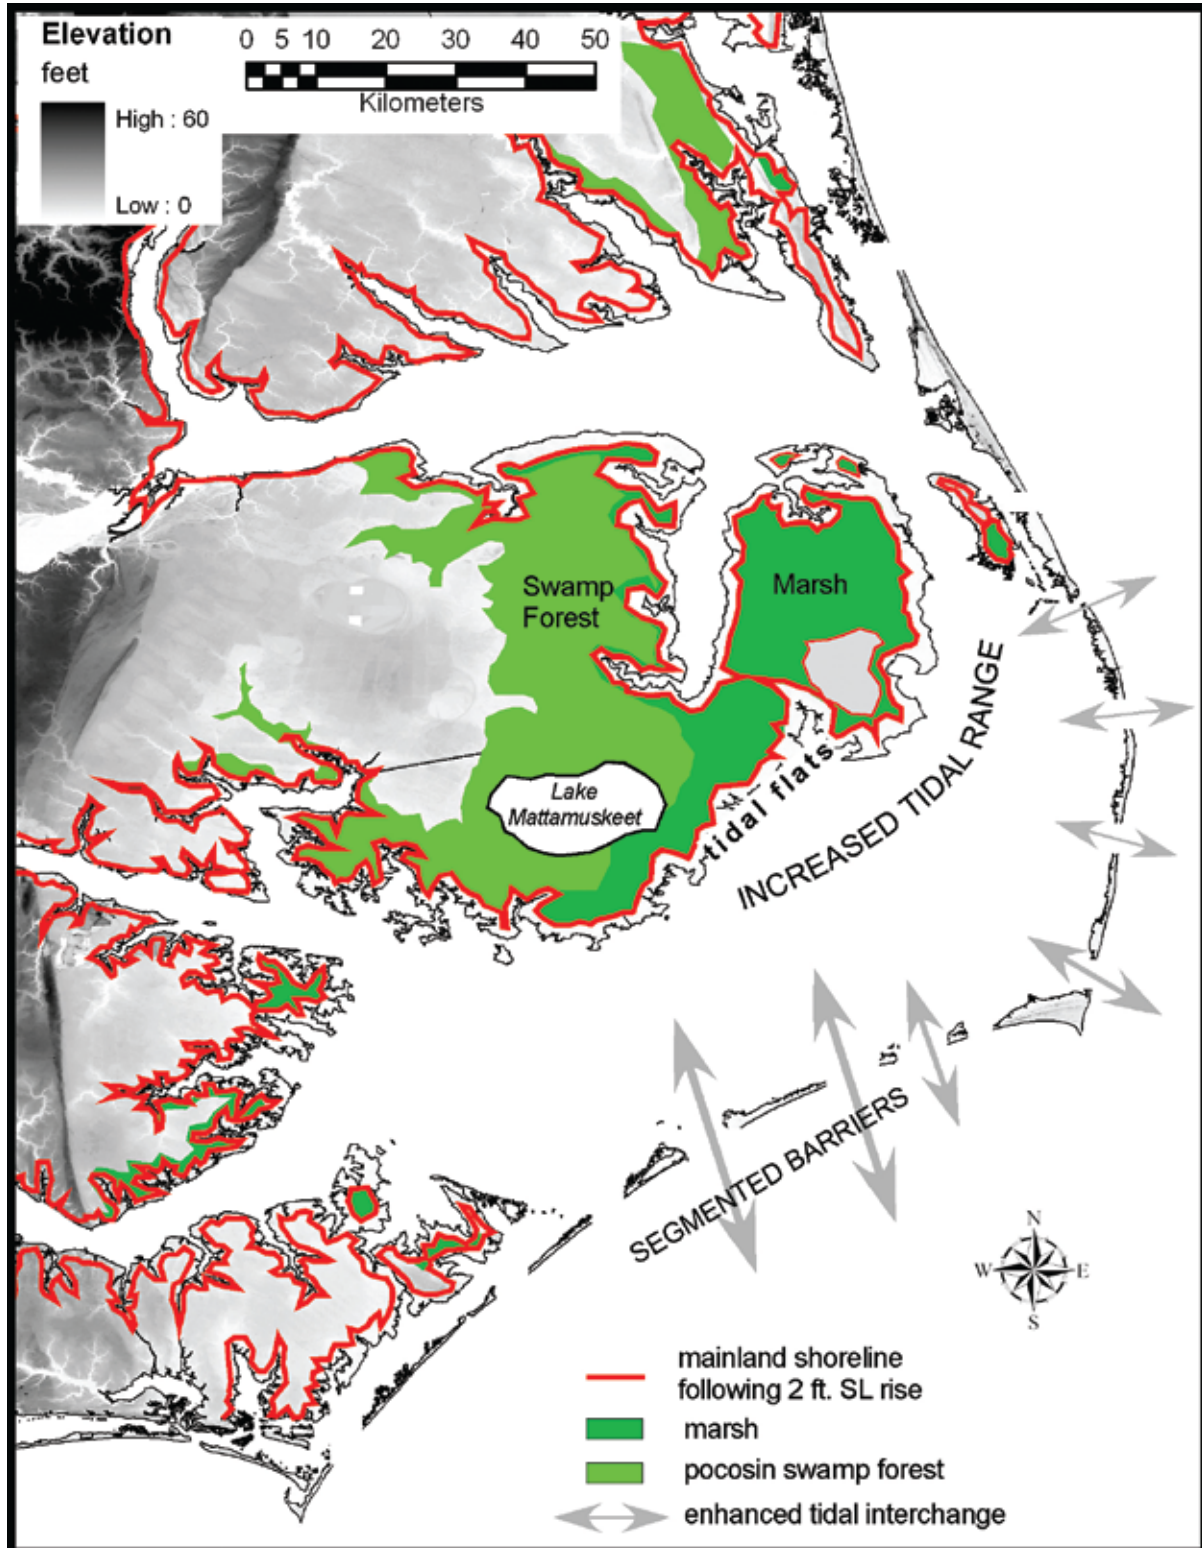 Elevation
feet
High : 60
Low : 0
0 5 10 20 30 40 50
Kilometers
Swamp
Forest
Marsh
Lake
Mattamuskeet
tidal flats
INCREASED TIDAL RANGE
SEGMENTED BARRIERS
N
W E
S
mainland shoreline
following 2 ft. SL rise
marsh
pocosin swamp forest
enhanced tidal interchange